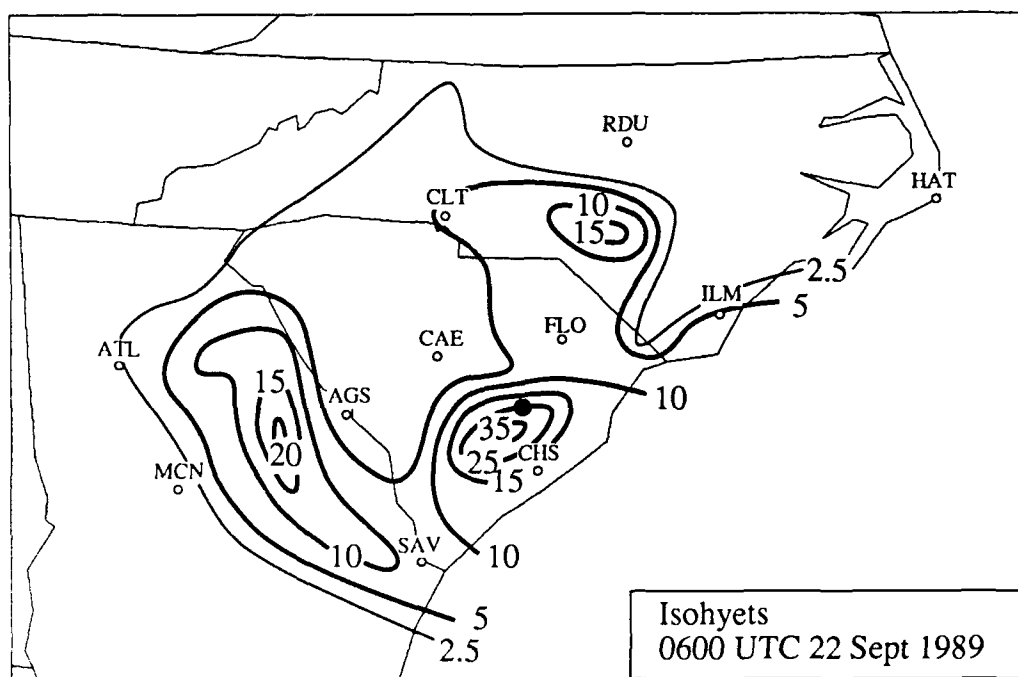 RDU
HAT
CLT
10
15
2.5
ILM
5
FLO
ATL
CAE
15
10
AGS
35
20
CHS
25
MCN
15
10
SAV
10
5
2.5
Isohyets
0600 UTC 22 Sept 1989